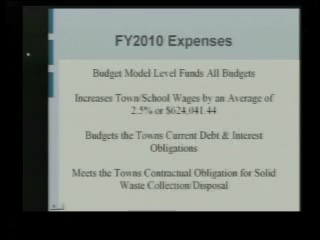 FY2010 Expenses
Budget Model Level Funds All Budgets
Increases Town/School Wages by an Average of
2.5% or $624,041.44
Budgets the Towns Current Debt & Interest
Obligations
Meets the Towns Contractual Obligation for Solid
Waste Collection/Disposal